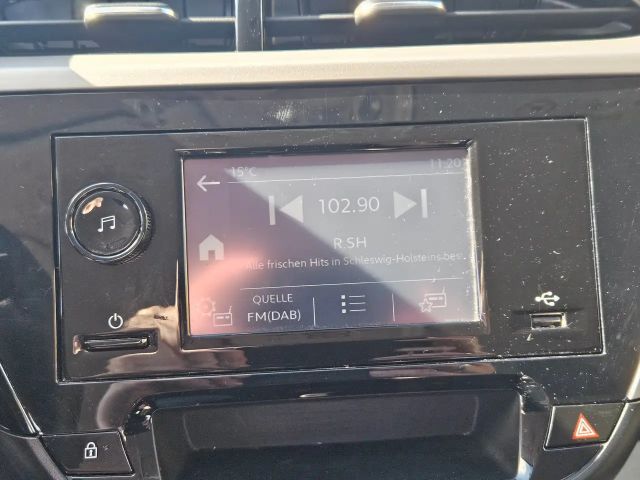 15°C 11:20
102.90
R.SH
Alle frischen Hits in Schleswig-Holsteins bes
QUELLE
FM(DAB)